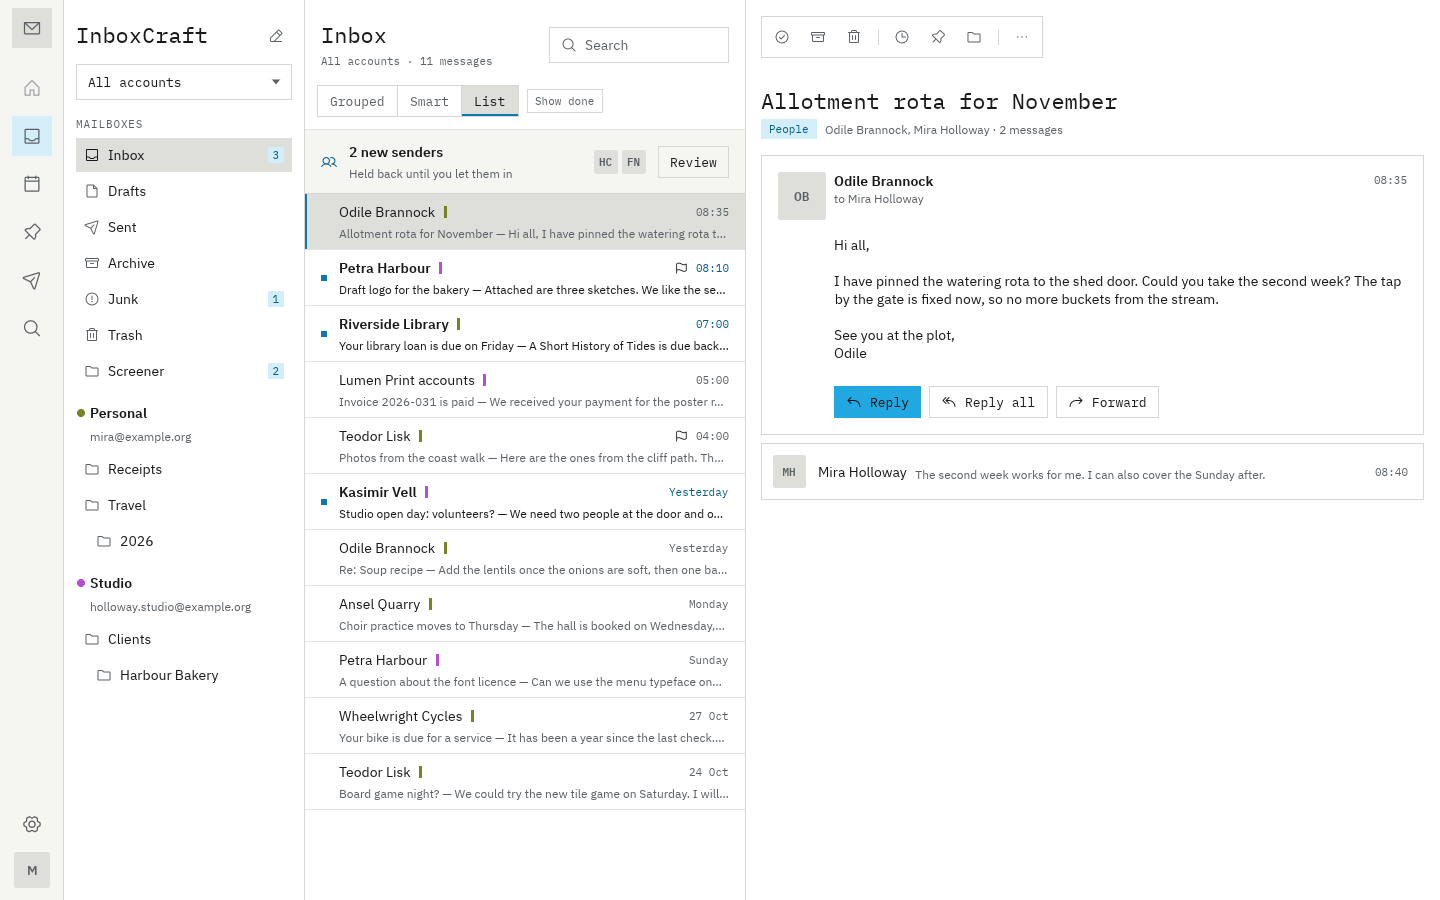 InboxCraft
All accounts
MAILBOXES
Inbox 3
Drafts
Sent
Archive
Junk 1
Trash
Screener 2
Personal
mira@example.org
Receipts
Travel
2026
Studio
holloway.studio@example.org
Clients
Harbour Bakery
M
Inbox
All accounts · 11 messages
Search
Grouped Smart List Show done
2 new senders
Held back until you let them in
HC FN Review
Odile Brannock 08:35
Allotment rota for November — Hi all, I have pinned the watering rota t…
Petra Harbour 08:10
Draft logo for the bakery — Attached are three sketches. We like the se…
Riverside Library 07:00
Your library loan is due on Friday — A Short History of Tides is due back…
Lumen Print accounts 05:00
Invoice 2026-031 is paid — We received your payment for the poster r…
Teodor Lisk 04:00
Photos from the coast walk — Here are the ones from the cliff path. Th…
Kasimir Vell Yesterday
Studio open day: volunteers? — We need two people at the door and o…
Odile Brannock Yesterday
Re: Soup recipe — Add the lentils once the onions are soft, then one ba…
Ansel Quarry Monday
Choir practice moves to Thursday — The hall is booked on Wednesday,…
Petra Harbour Sunday
A question about the font licence — Can we use the menu typeface on…
Wheelwright Cycles 27 Oct
Your bike is due for a service — It has been a year since the last check.…
Teodor Lisk 24 Oct
Board game night? — We could try the new tile game on Saturday. I will…
Allotment rota for November
People Odile Brannock, Mira Holloway · 2 messages
OB Odile Brannock 08:35
to Mira Holloway
Hi all,
I have pinned the watering rota to the shed door. Could you take the second week? The tap
by the gate is fixed now, so no more buckets from the stream.
See you at the plot,
Odile
Reply Reply all Forward
MH Mira Holloway The second week works for me. I can also cover the Sunday after. 08:40